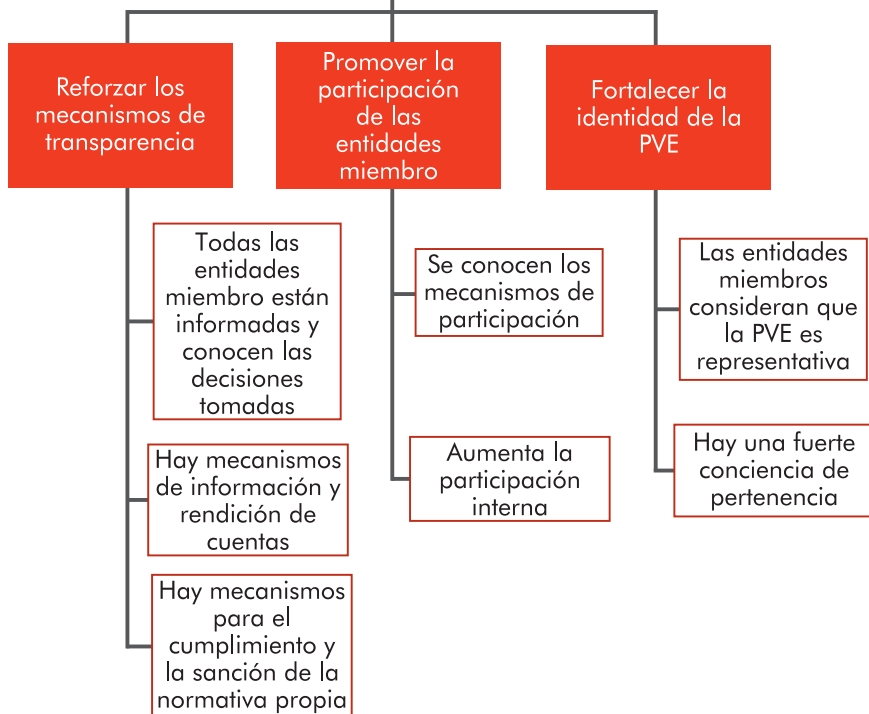 Reforzar los
mecanismos de
transparencia
Todas las
entidades
miembro están
informadas y
conocen las
decisiones
tomadas
Hay mecanismos
de información y
rendición de
cuentas
Hay mecanismos
para el
cumplimiento y
la sanción de la
normativa propia
Promover la
participación
de las
entidades
miembro
Se conocen los
mecanismos de
participación
Aumenta la
participación
interna
Fortalecer la
identidad de la
PVE
Las entidades
miembros
consideran que
la PVE es
representativa
Hay una fuerte
conciencia de
pertenencia